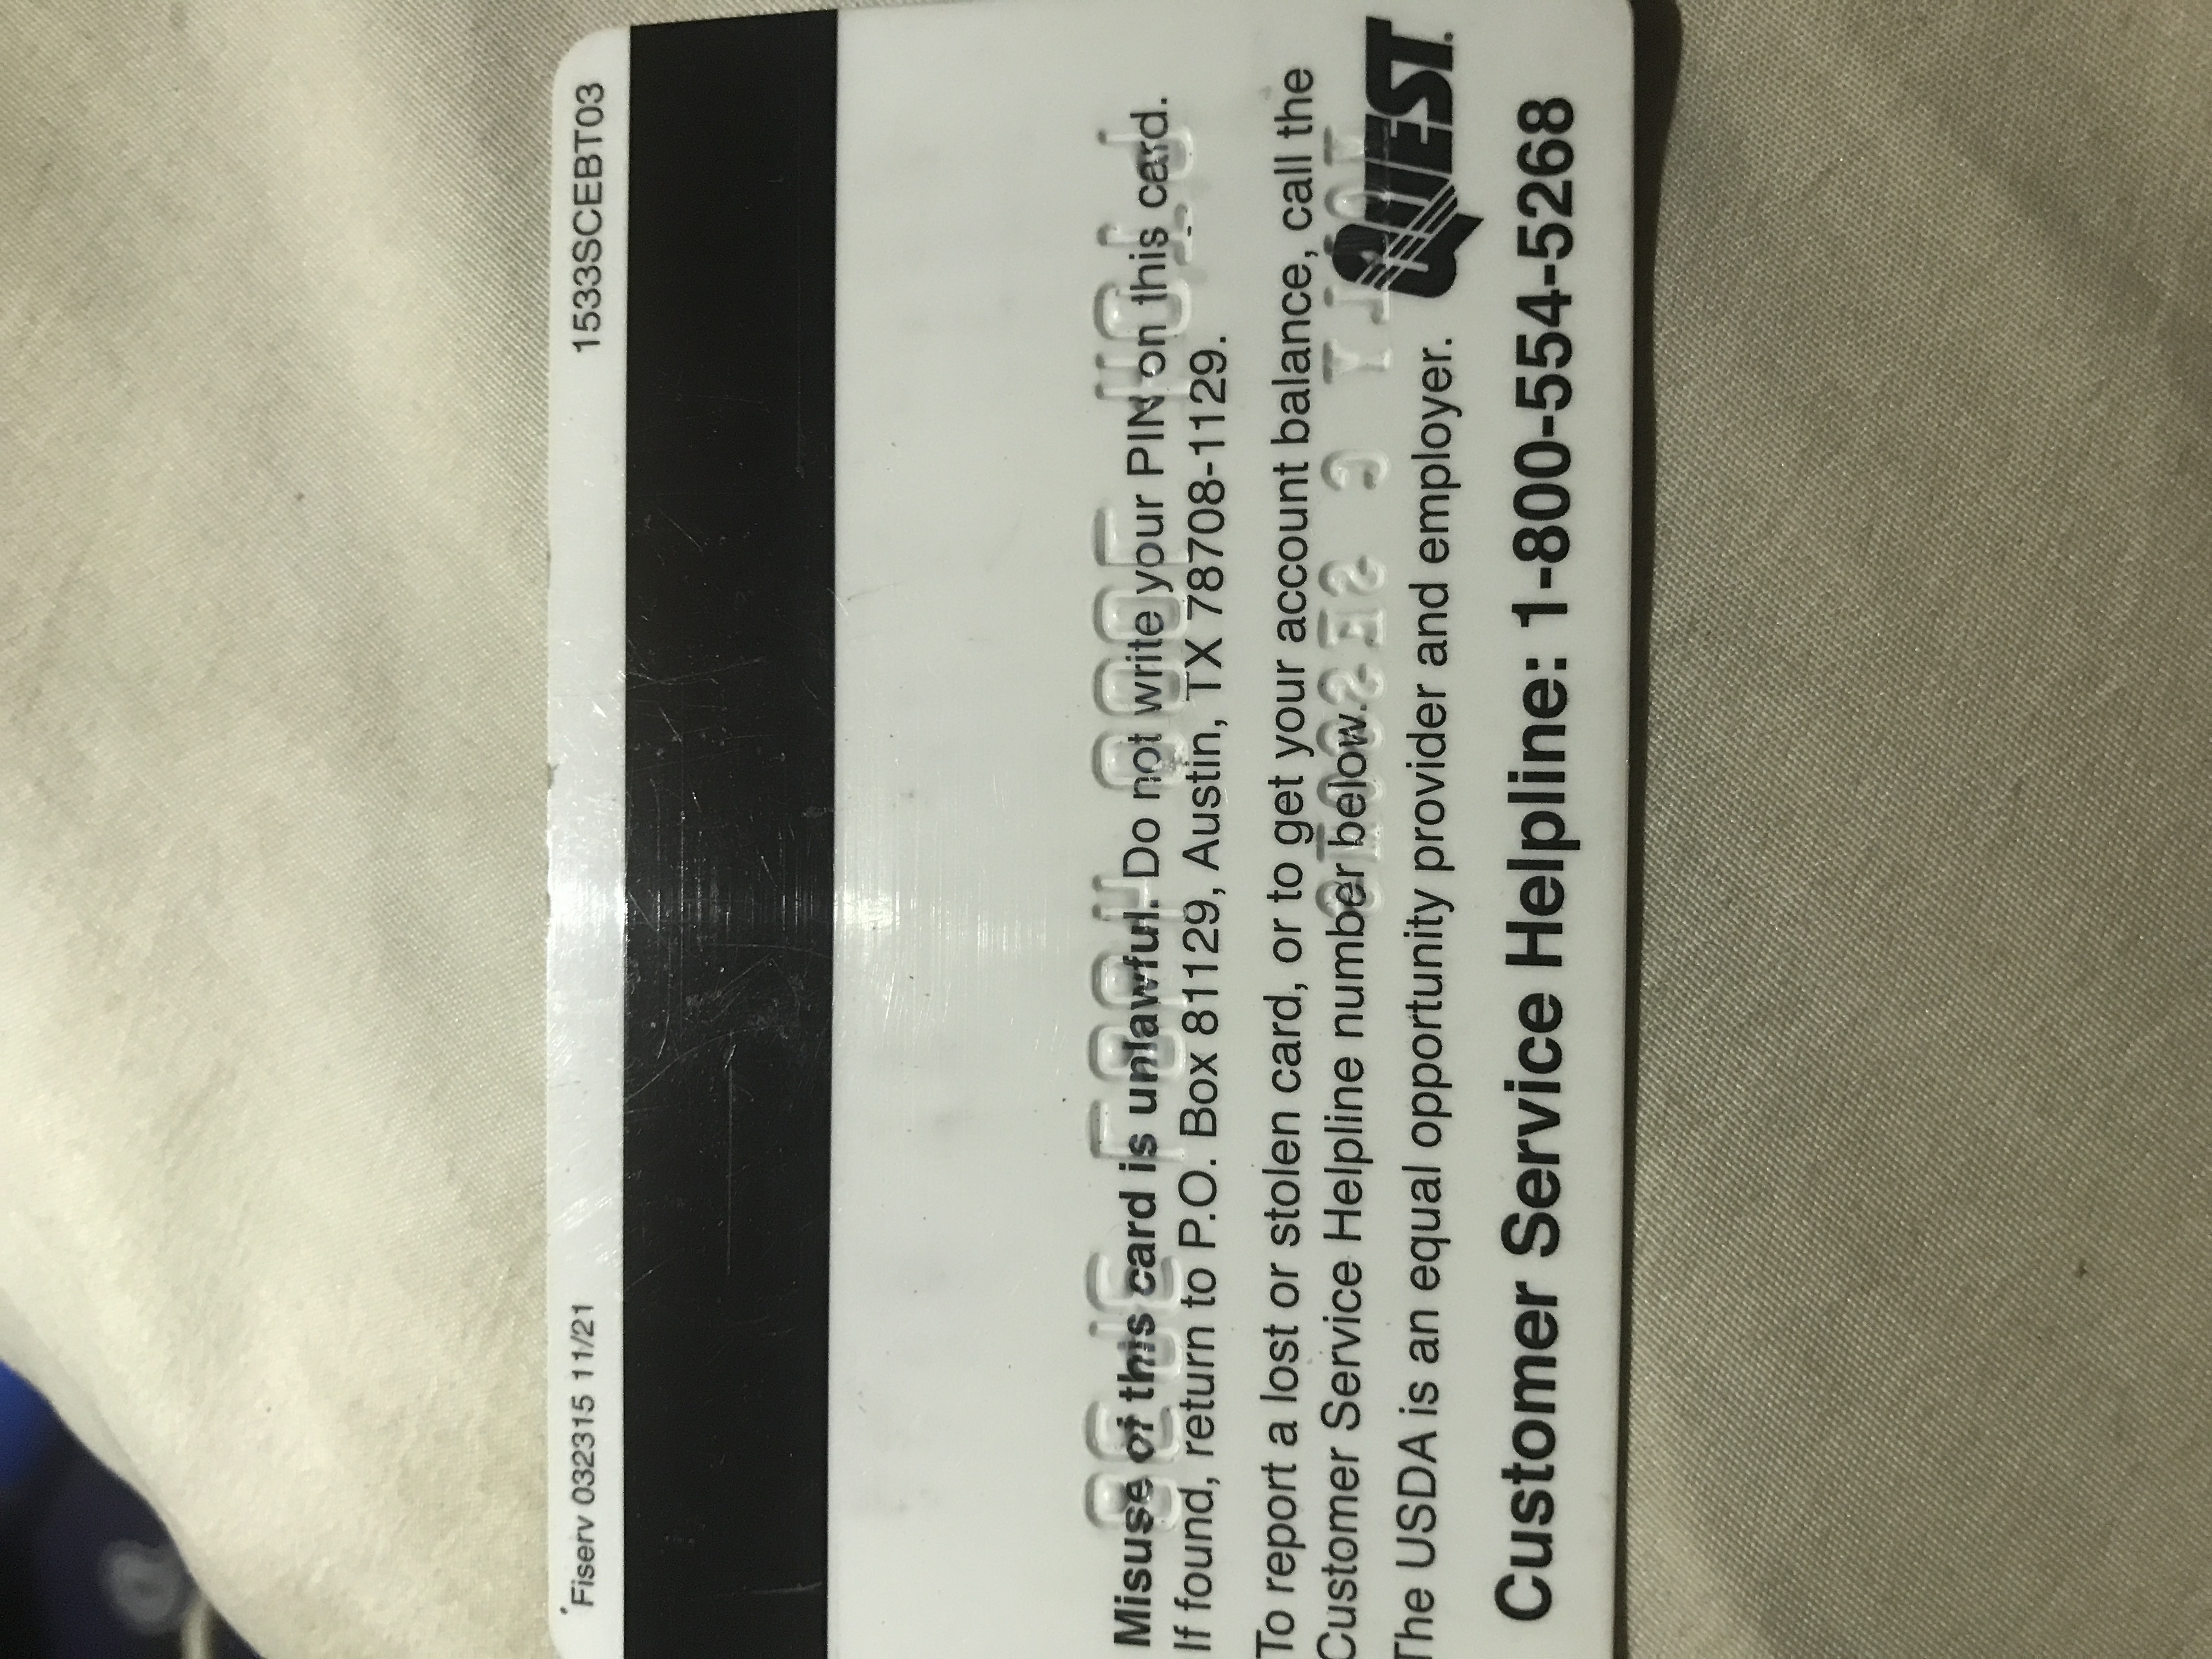 Fiserv 032315 11/21 1533SCEBT03
Misuse of this card is unlawful. Do not write your PIN on this card.
If found, return to P.O. Box 81129, Austin, TX 78708-1129.
To report a lost or stolen card, or to get your account balance, call the
Customer Service Helpline number below.
The USDA is an equal opportunity provider and employer.
QUEST
Customer Service Helpline: 1-800-554-5268